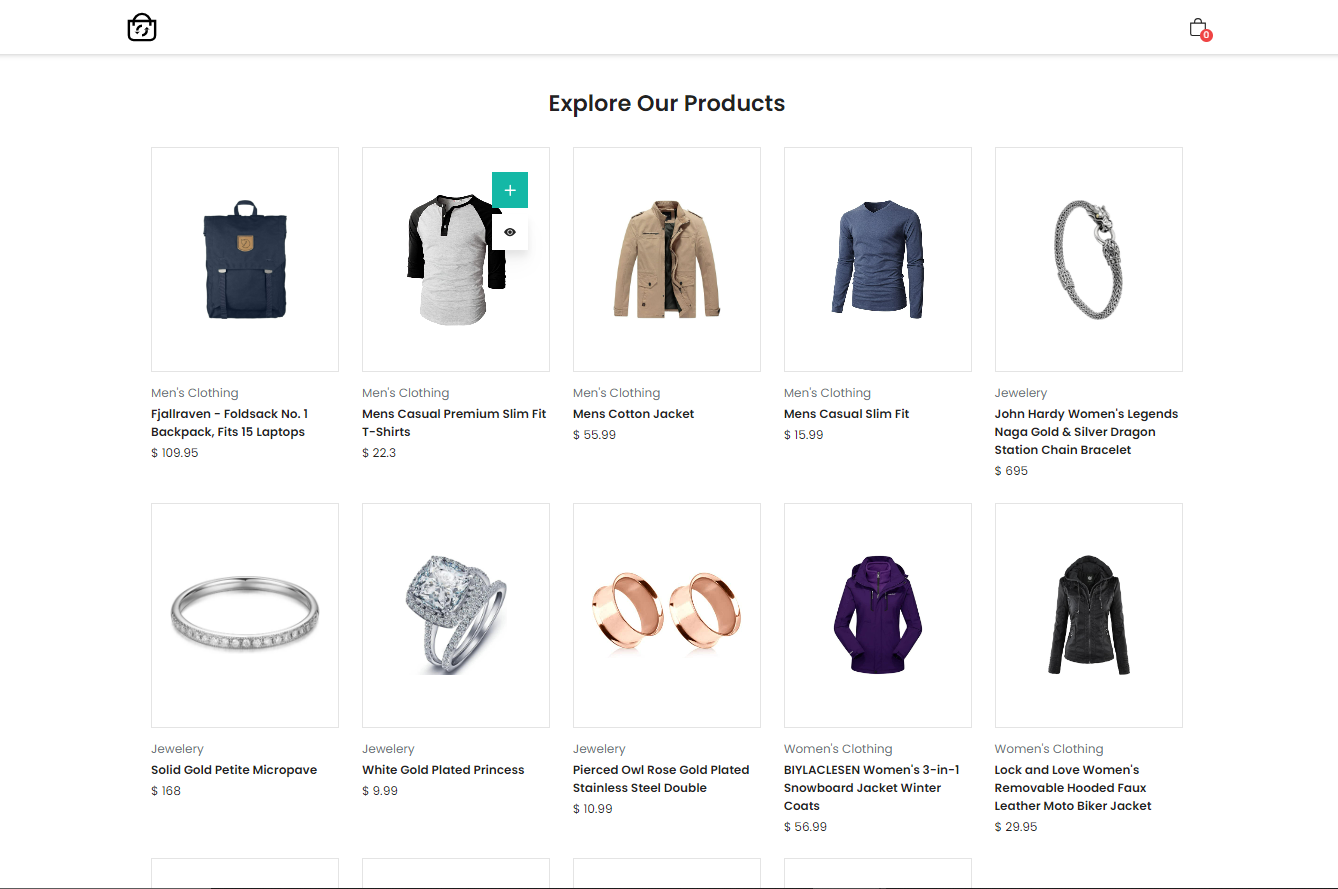 0
Explore Our Products
Men's Clothing
Fjallraven - Foldsack No. 1
Backpack, Fits 15 Laptops
$ 109.95
Men's Clothing
Mens Casual Premium Slim Fit
T-Shirts
$ 22.3
Men's Clothing
Mens Cotton Jacket
$ 55.99
Men's Clothing
Mens Casual Slim Fit
$ 15.99
Jewelery
John Hardy Women's Legends
Naga Gold & Silver Dragon
Station Chain Bracelet
$ 695
Jewelery
Solid Gold Petite Micropave
$ 168
Jewelery
White Gold Plated Princess
$ 9.99
Jewelery
Pierced Owl Rose Gold Plated
Stainless Steel Double
$ 10.99
Women's Clothing
BIYLACLESEN Women's 3-in-1
Snowboard Jacket Winter
Coats
$ 56.99
Women's Clothing
Lock and Love Women's
Removable Hooded Faux
Leather Moto Biker Jacket
$ 29.95